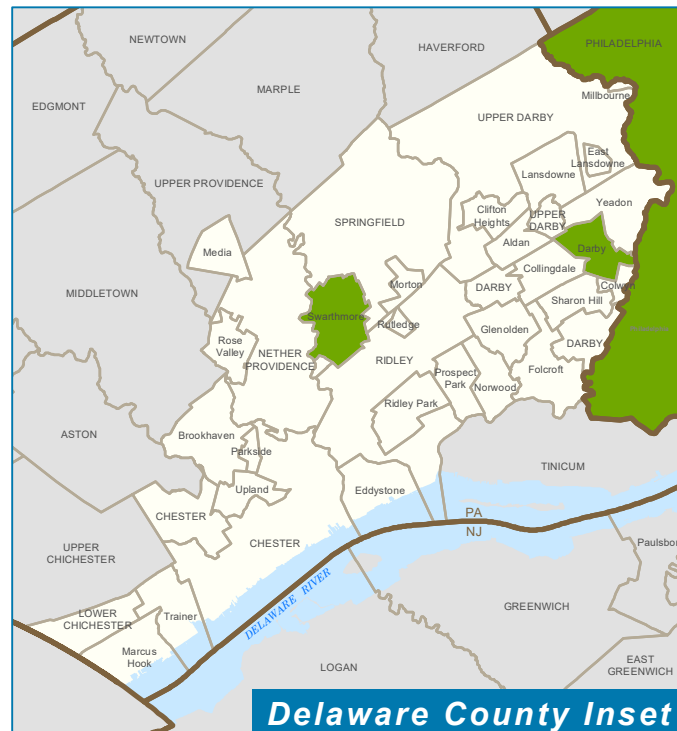 NEWTOWN
HAVERFORD
PHILADELPHIA
MARPLE
EDGMONT
Millbourne
UPPER DARBY
East
Lansdowne
Lansdowne
UPPER PROVIDENCE
Yeadon
Clifton
Heights
UPPER
DARBY
SPRINGFIELD
Aldan
Darby
Media
Collingdale
Morton
DARBY
Colwyn
MIDDLETOWN
Sharon Hill
Swarthmore
Rutledge
Glenolden
Rose
Valley
DARBY
NETHER
PROVIDENCE
RIDLEY
Prospect
Park
Folcroft
Norwood
Ridley Park
Brookhaven
ASTON
Parkside
TINICUM
Upland
Eddystone
CHESTER
PA
NJ
CHESTER
UPPER
CHICHESTER
Paulsboro
DELAWARE RIVER
GREENWICH
LOWER
CHICHESTER
Trainer
Marcus
Hook
LOGAN
EAST
GREENWICH
Delaware County Inset